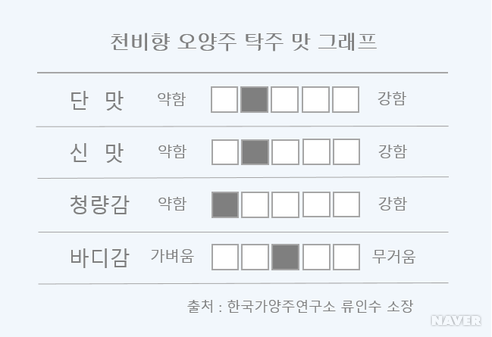 천비향 오양주 탁주 맛 그래프
단 맛 약함 강함
신 맛 약함 강함
청량감 약함 강함
바디감 가벼움 무거움
출처 : 한국가양주연구소 류인수 소장
NAVER